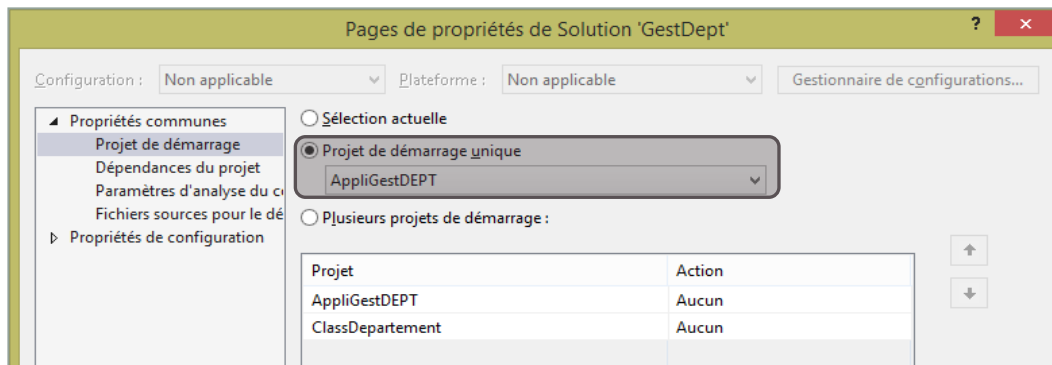 Pages de propriétés de Solution 'GestDept'
? ×
Configuration : Non applicable Plateforme : Non applicable Gestionnaire de configurations...
Propriétés communes
Projet de démarrage
Dépendances du projet
Paramètres d'analyse du
Fichiers sources pour le
Propriétés de configuration
Sélection actuelle
Projet de démarrage unique
AppliGestDEPT
Plusieurs projets de démarrage :
Projet Action
AppliGestDEPT Aucun
ClassDepartement Aucun